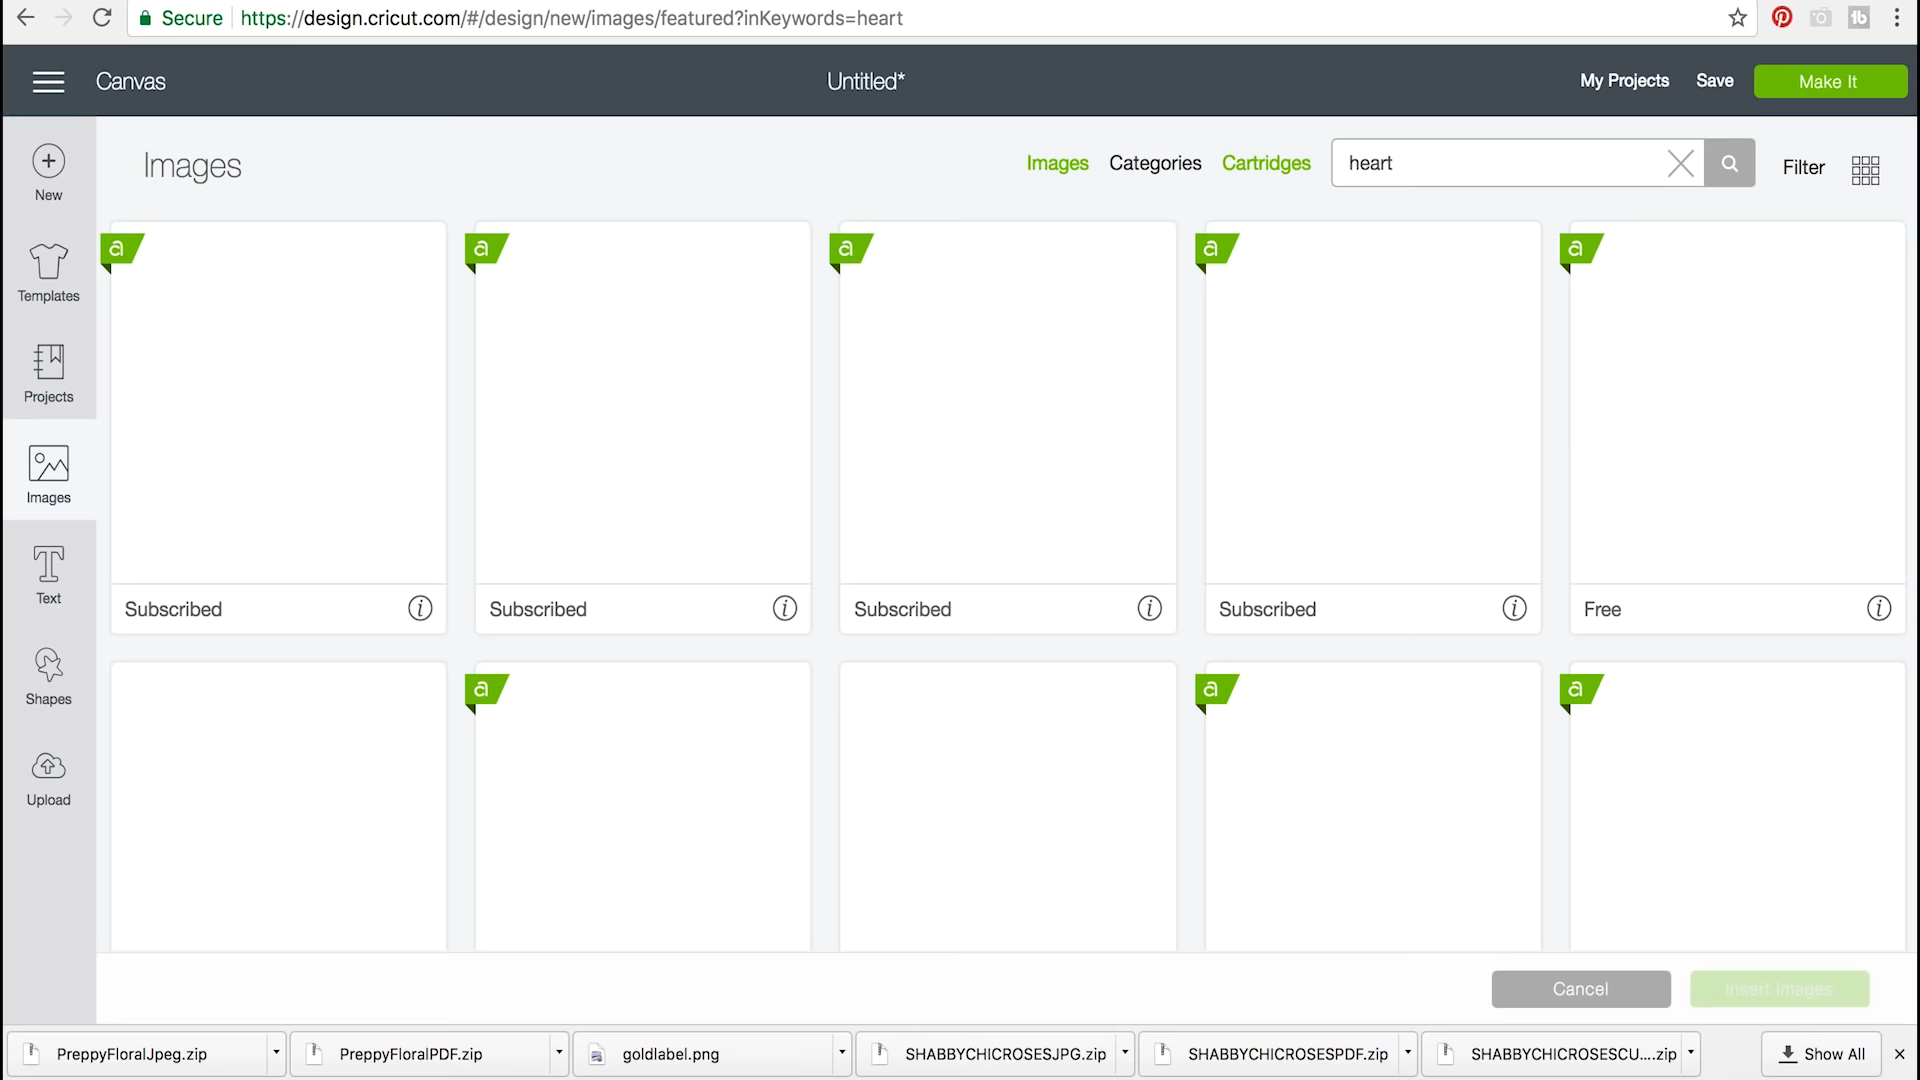 Secure https://design.cricut.com/#/design/new/images/featured?inKeywords=heart
Canvas Untitled* My Projects Save Make It
New
Templates
Projects
Images
Text
Shapes
Upload
Images Images Categories Cartridges heart Filter
a a a a a
Subscribed Subscribed Subscribed Subscribed Free
a a a
Cancel Insert Images
PreppyFloralJpeg.zip PreppyFloralPDF.zip goldlabel.png SHABBYCHICROSESJPG.zip SHABBYCHICROSESPDF.zip SHABBYCHICROSESCU....zip Show All